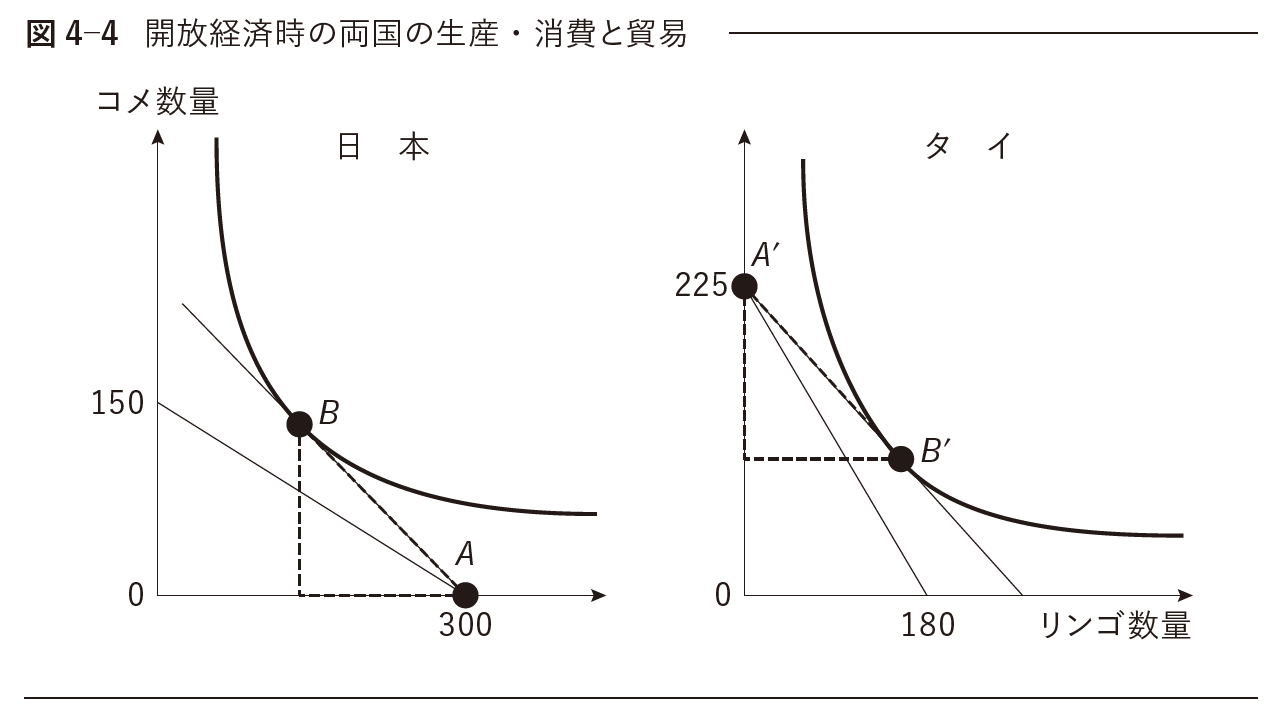 図 4–4 開放経済時の両国の生産・消費と貿易
コメ数量
日 本
150
B
A
0
300
タ イ
A′
225
B′
0
180
リンゴ数量